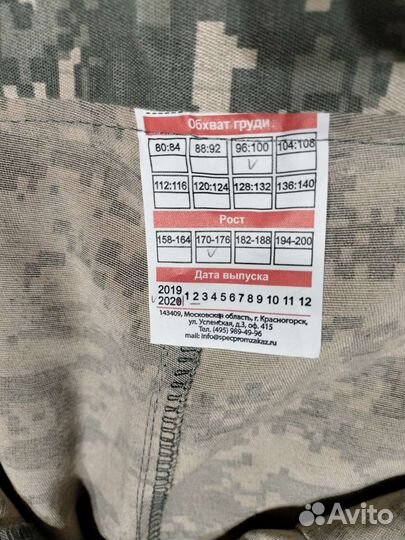 Обхват груди
80:84 88:92 96:100 104:108
112:116 120:124 128:132 136:140
Рост
158-164 170-176 182-188 194-200
Дата выпуска
2019
2020 1 2 3 4 5 6 7 8 9 10 11 12
143409, Московская область, г. Красногорск,
ул. Успенская, д.3, оф. 415
Тел. (495) 989-49-96
mail: info@specpromzakaz.ru
Avito